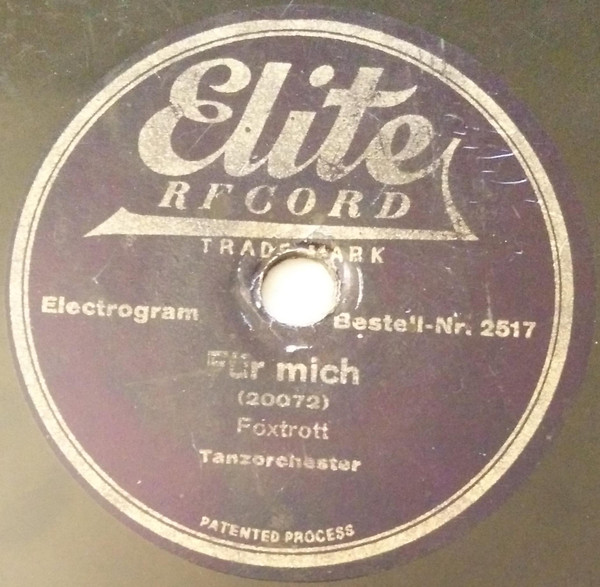 Elite
RECORD
TRADE MARK
Electrogram
Bestell-Nr. 2517
Für mich
(20072)
Foxtrott
Tanzorchester
PATENTED PROCESS